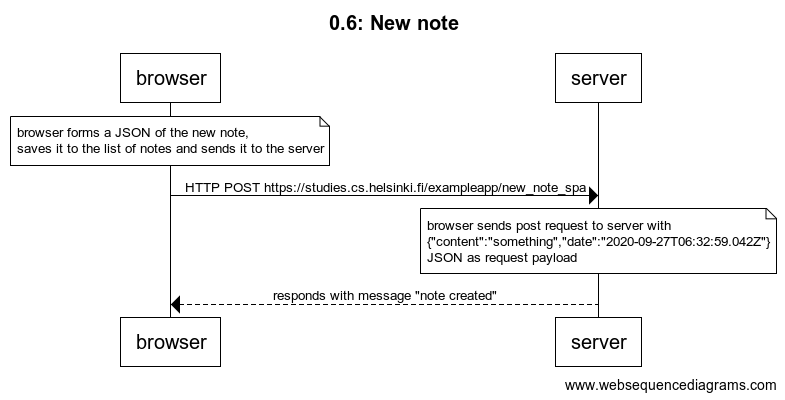 0.6: New note
browser
server
browser forms a JSON of the new note,
saves it to the list of notes and sends it to the server
HTTP POST https://studies.cs.helsinki.fi/exampleapp/new_note_spa
browser sends post request to server with
{"content":"something","date":"2020-09-27T06:32:59.042Z"}
JSON as request payload
responds with message "note created"
browser
server
www.websequencediagrams.com